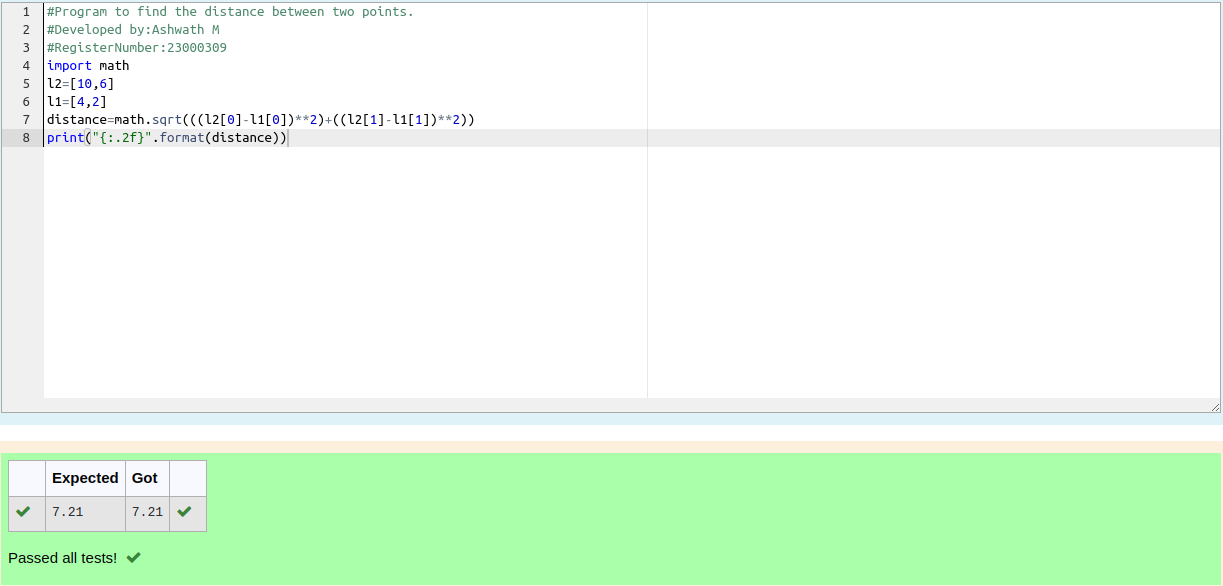 1 #Program to find the distance between two points.
2 #Developed by:Ashwath M
3 #RegisterNumber:23000309
4 import math
5 l2=[10,6]
6 l1=[4,2]
7 distance=math.sqrt(((l2[0]-l1[0])**2)+((l2[1]-l1[1])**2))
8 print("{:.2f}".format(distance))
Expected Got
7.21 7.21
Passed all tests!